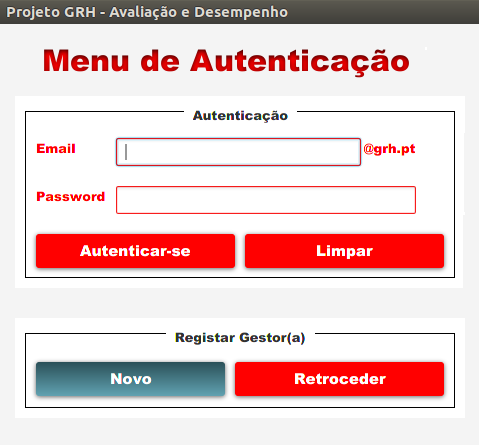 Projeto GRH - Avaliação e Desempenho
Menu de Autenticação
Autenticação
Email @grh.pt
Password
Autenticar-se Limpar
Registar Gestor(a)
Novo Retroceder